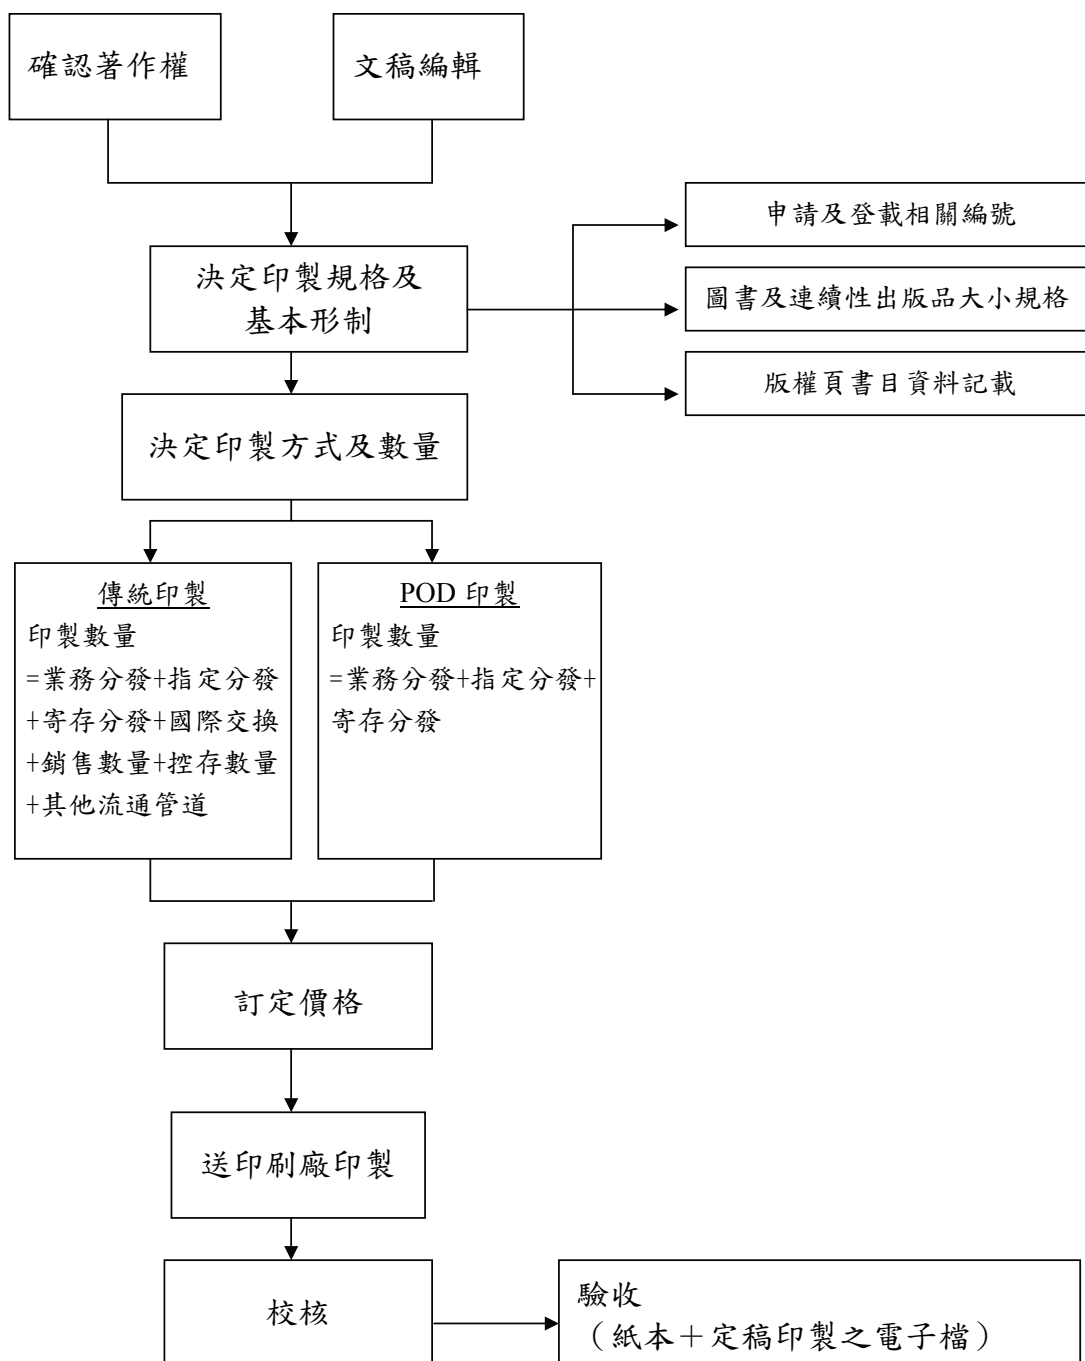 確認著作權
文稿編輯
申請及登載相關編號
決定印製規格及
基本形制
圖書及連續性出版品大小規格
版權頁書目資料記載
決定印製方式及數量
傳統印製
印製數量
=業務分發+指定分發
+寄存分發+國際交換
+銷售數量+控存數量
+其他流通管道
POD 印製
印製數量
=業務分發+指定分發+
寄存分發
訂定價格
送印刷廠印製
校核
驗收
（紙本＋定稿印製之電子檔）